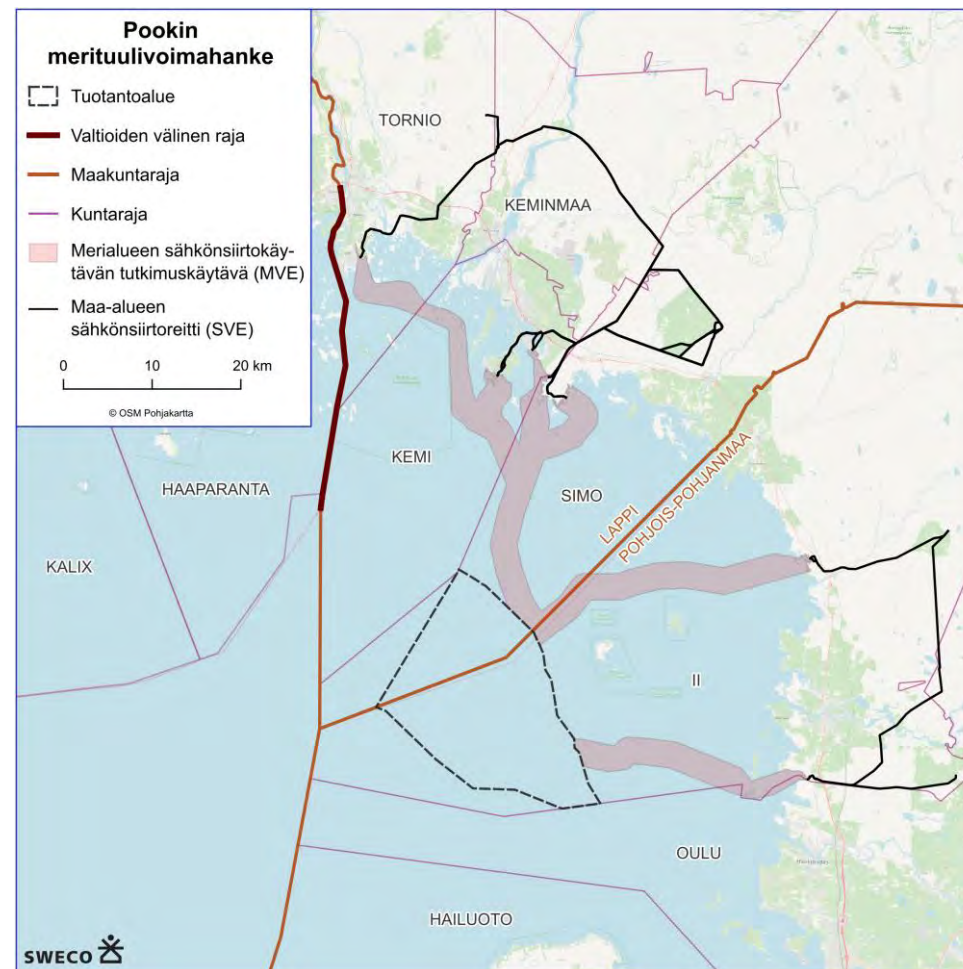 Pookin
merituulivoimahanke
Tuotantoalue
Valtioiden välinen raja
Maakuntaraja
Kuntaraja
Merialueen sähkönsiirtokäy-
tävän tutkimuskäytävä (MVE)
Maa-alueen
sähkönsiirtoreitti (SVE)
0 10 20 km
© OSM Pohjakartta
TORNIO
KEMINMAA
KEMI
HAAPARANTA
SIMO
LAPPI
POHJOIS-POHJANMAA
KALIX
II
OULU
HAILUOTO
SWECO